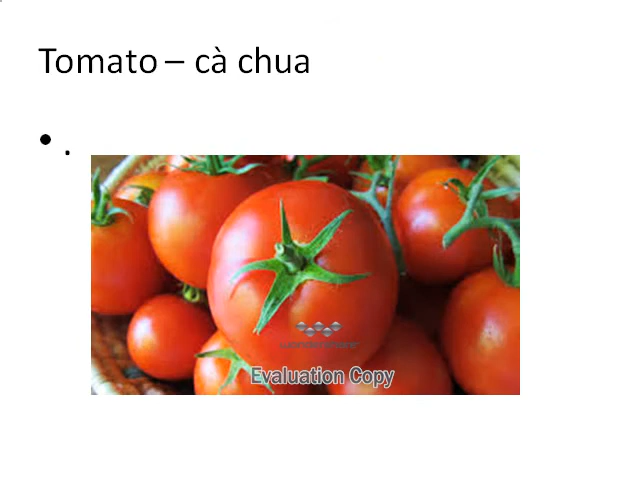 Tomato – cà chua
• .
Evaluation Copy